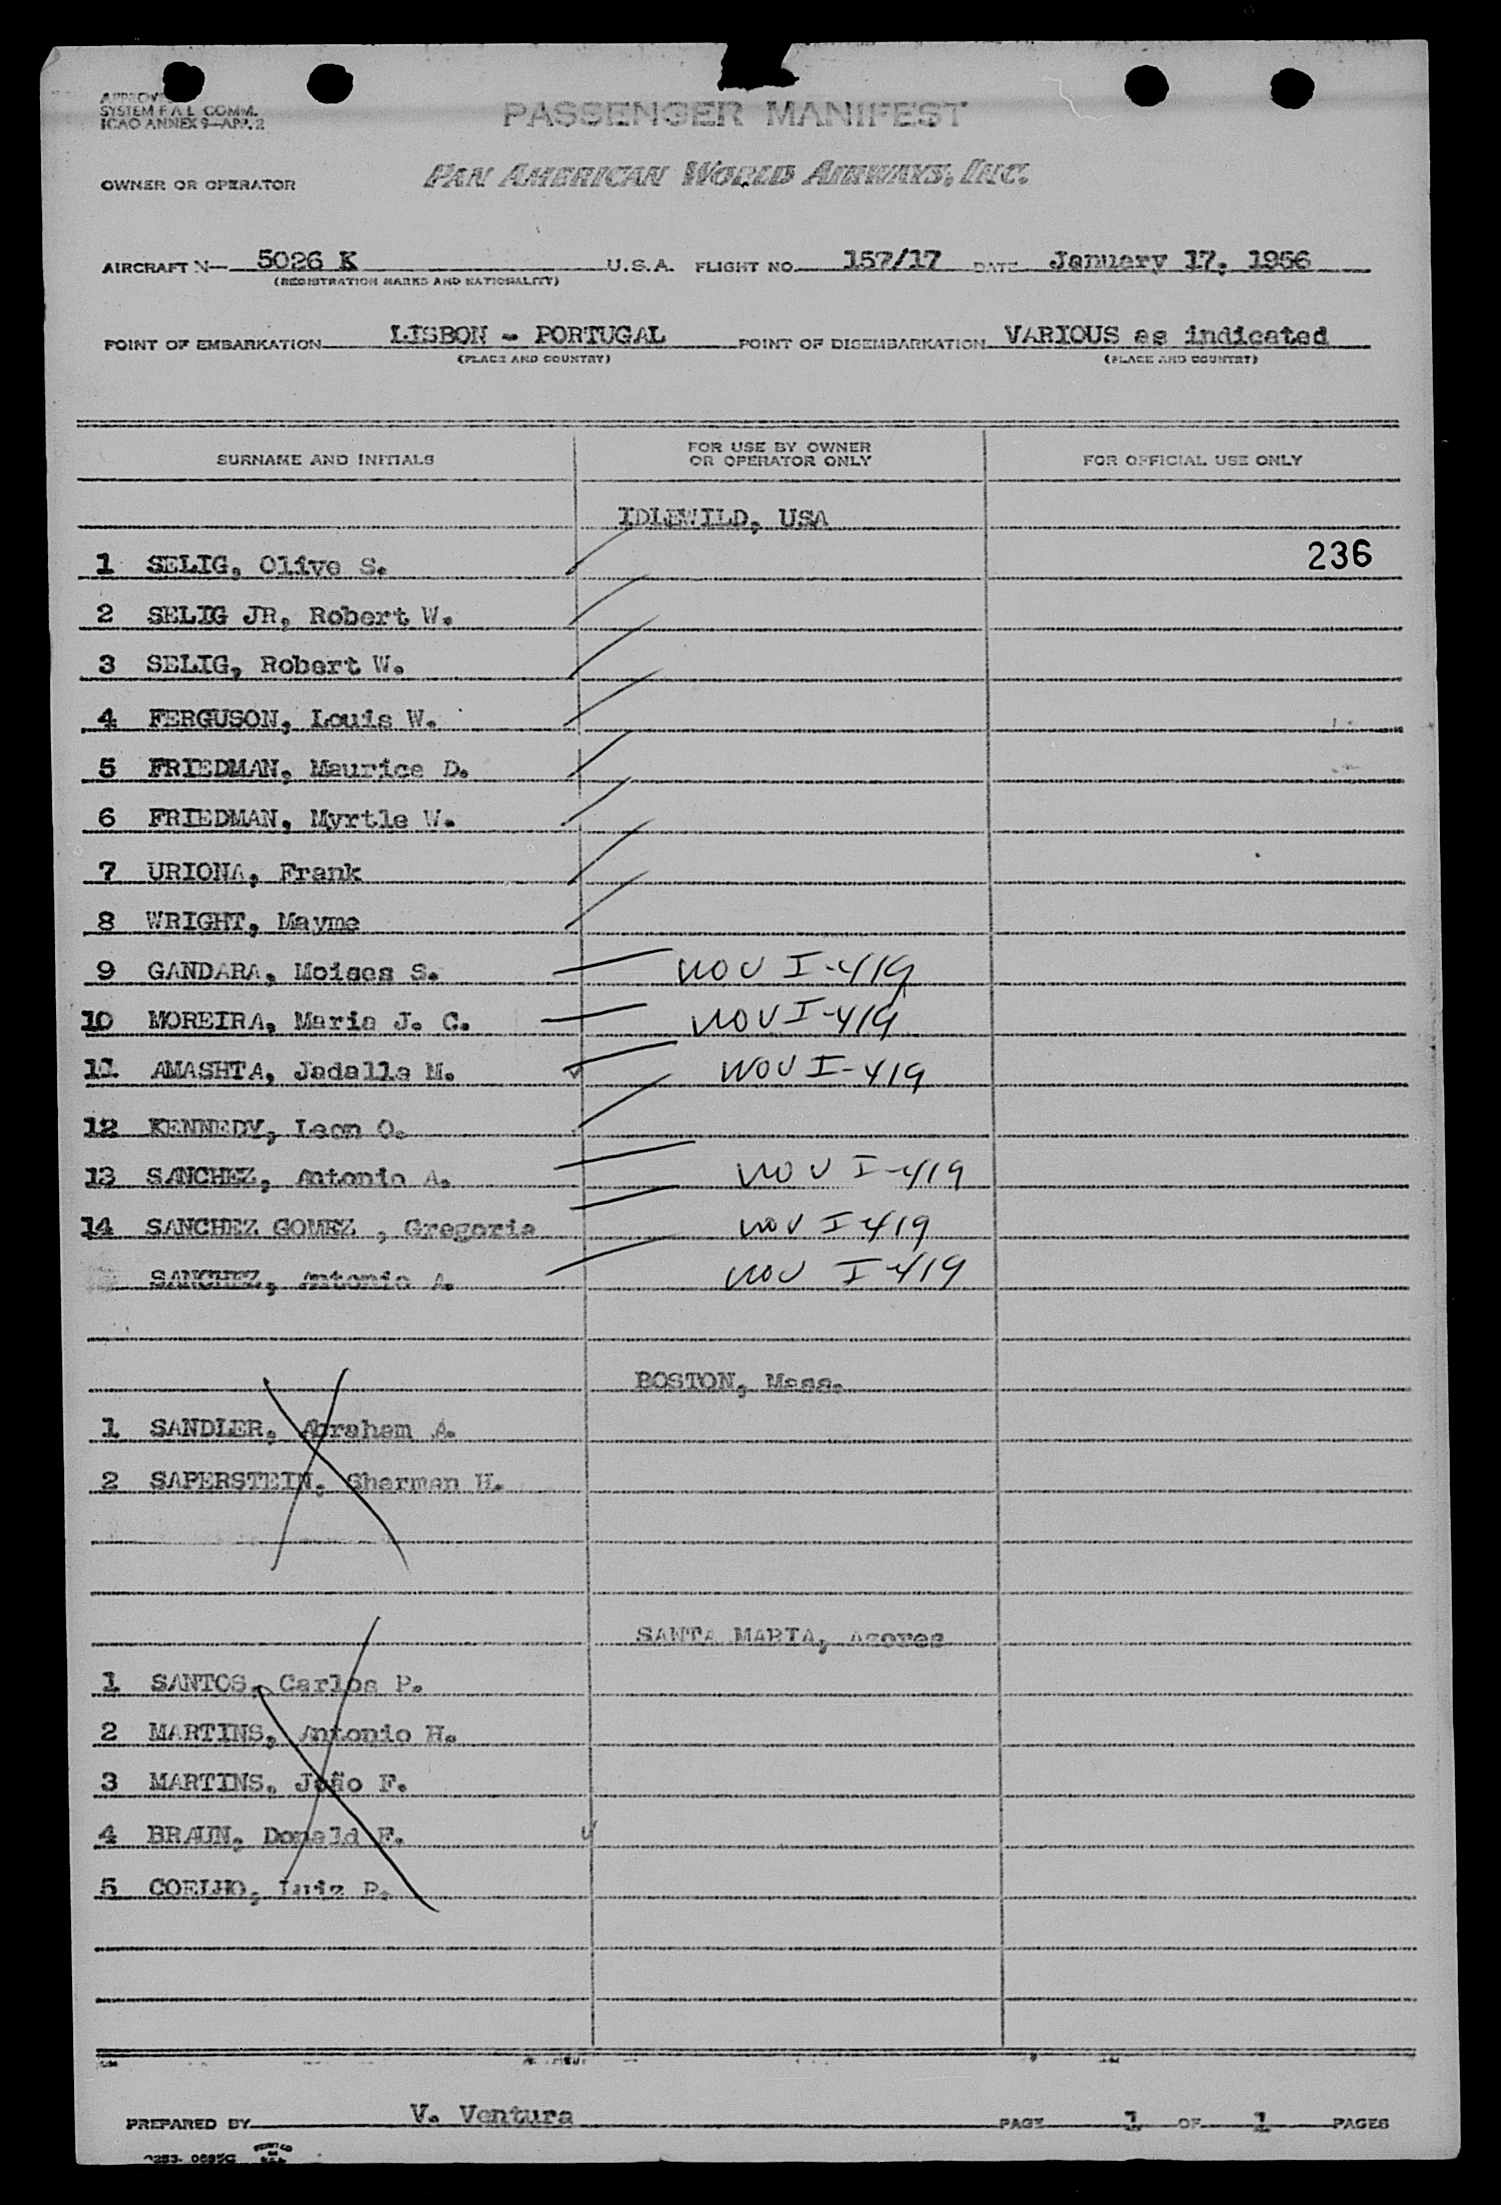 SYSTEM F A L COMM.
ICAO ANNEX 9-APP. 2
PASSENGER MANIFEST
OWNER OR OPERATOR PAN AMERICAN WORLD AIRWAYS, INC.
AIRCRAFT N— 5026 K U.S.A. FLIGHT NO. 157/17 DATE January 17, 1956
(REGISTRATION MARKS AND NATIONALITY)
POINT OF EMBARKATION LISBON - PORTUGAL POINT OF DISEMBARKATION VARIOUS as indicated
(PLACE AND COUNTRY) (PLACE AND COUNTRY)
SURNAME AND INITIALS FOR USE BY OWNER OR OPERATOR ONLY FOR OFFICIAL USE ONLY
IDLEWILD, USA
1 SELIG, Olive S. 236
2 SELIG JR, Robert W.
3 SELIG, Robert W.
4 FERGUSON, Louis W.
5 FRIEDMAN, Maurice D.
6 FRIEDMAN, Myrtle W.
7 URIONA, Frank
8 WRIGHT, Mayme
9 GANDARA, Moises S. NOV I-419
10 MOREIRA, Maria J. C. NOV I-419
11 AMASHTA, Jadalla M. NOV I-419
12 KENNEDY, Leon O.
13 SANCHEZ, Antonio A. NOV I-419
14 SANCHEZ GOMEZ , Gregoria NOV I-419
SANCHEZ, Antonio A. NOV I-419
BOSTON, Mass.
1 SANDLER, Abraham A.
2 SAPERSTEIN, Sherman H.
SANTA MARIA, Azores
1 SANTOS, Carlos P.
2 MARTINS, Antonio H.
3 MARTINS, João F.
4 BRAUN, Donald F.
5 COELHO, Luiz P.
PREPARED BY V. Ventura PAGE 1 OF 1 PAGES